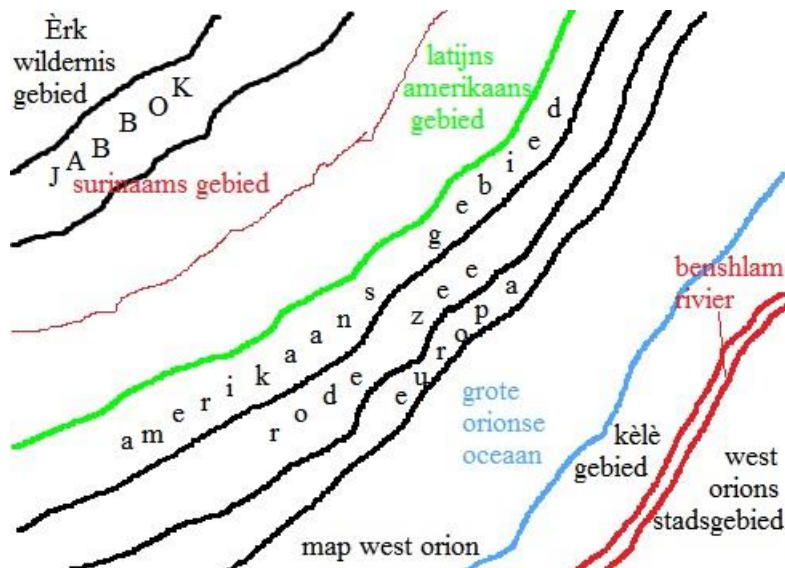 Èrk
wildernis
gebied
JABBOK
surinaams gebied
latijns
amerikaans
gebied
amerikaans gebied
rode zee
europa
grote
orionse
oceaan
benshlam
rivier
kèlè
gebied
west
orions
stadsgebied
map west orion